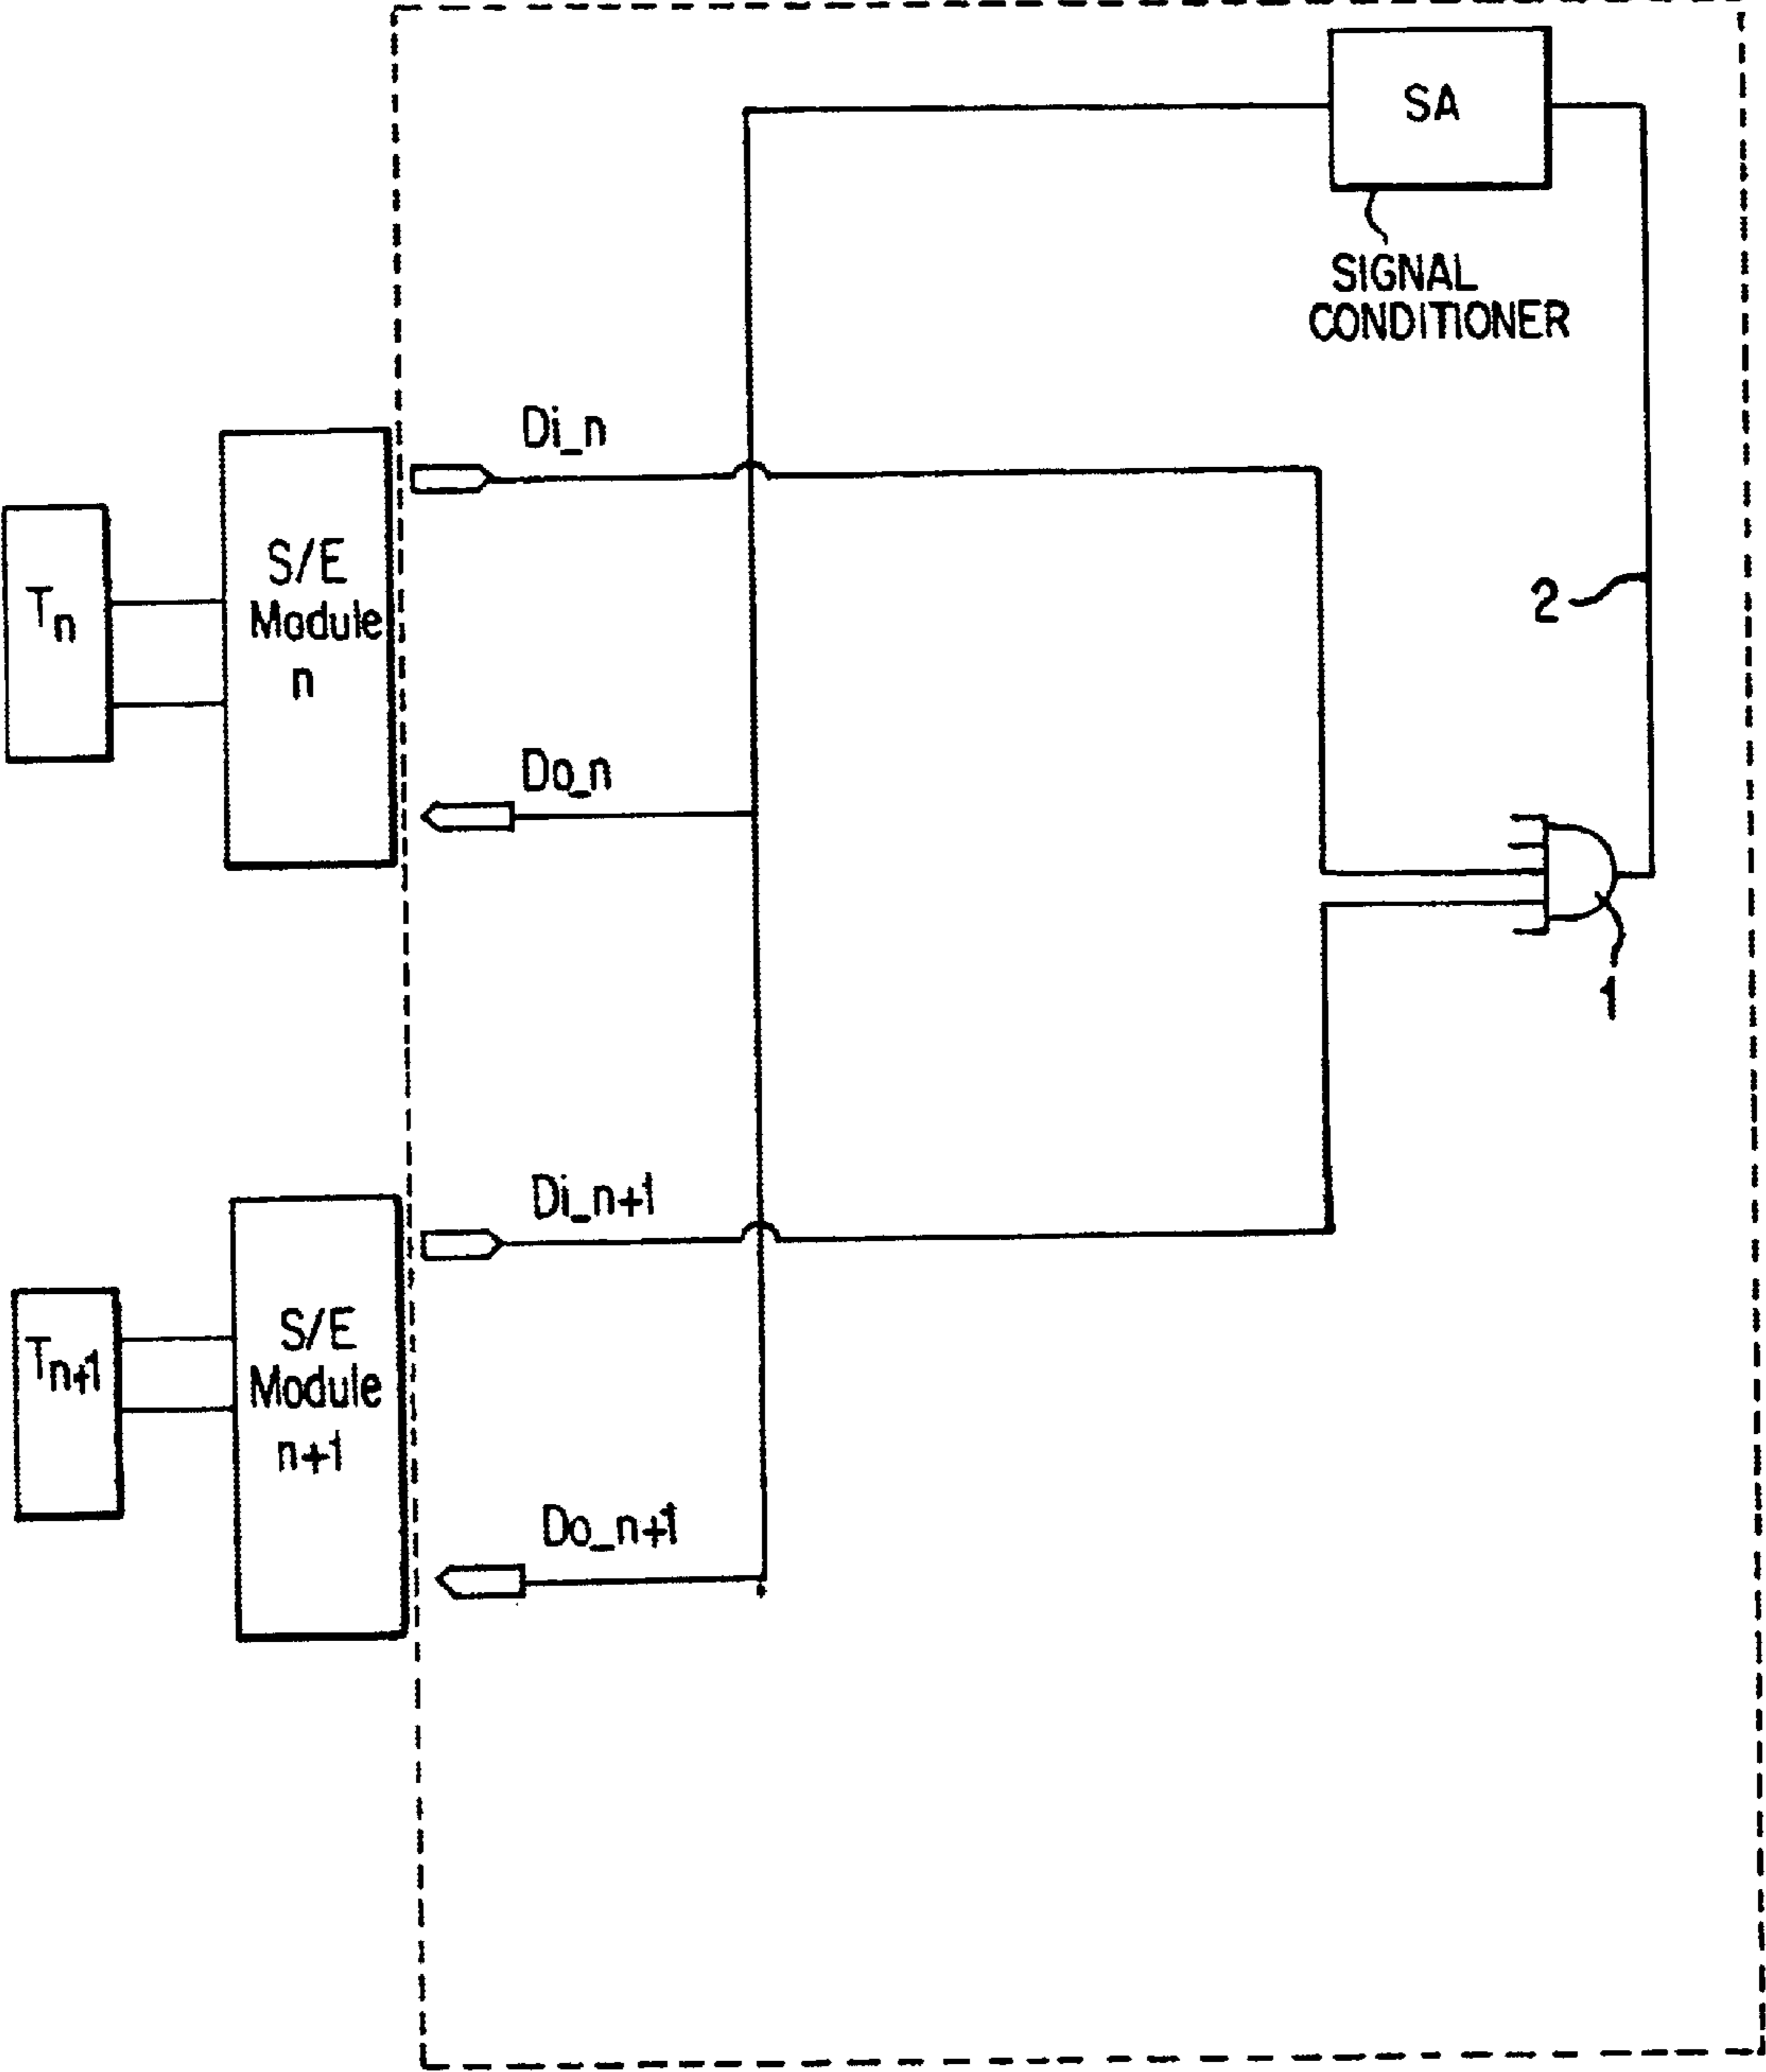 SA
SIGNAL
CONDITIONER
Di_n
S/E
Module
n
Tn
2
Do_n
1
Di_n+1
S/E
Module
n+1
Tn+1
Do_n+1